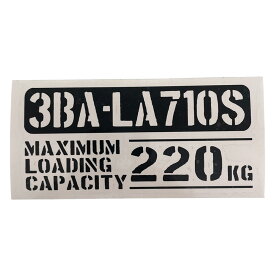 3BA-LA710S
MAXIMUM
LOADING
CAPACITY
220KG